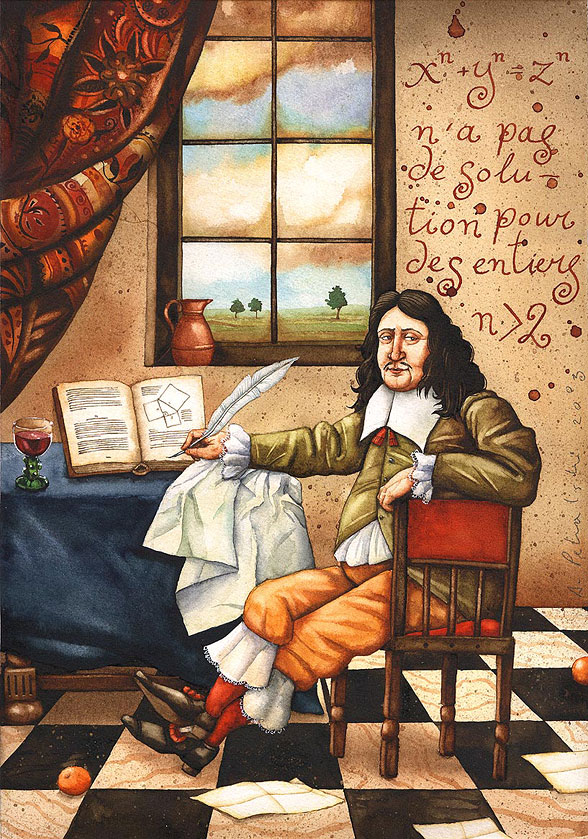 xⁿ+yⁿ=zⁿ
n'a pas
de solu-
tion pour
des entiers
n>2